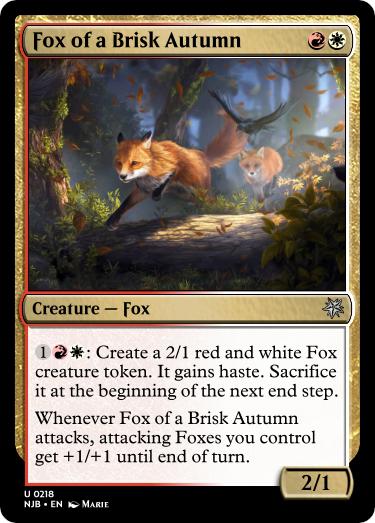 Fox of a Brisk Autumn
Creature — Fox
1: Create a 2/1 red and white Fox
creature token. It gains haste. Sacrifice
it at the beginning of the next end step.
Whenever Fox of a Brisk Autumn
attacks, attacking Foxes you control
get +1/+1 until end of turn.
2/1
U 0218
NJB • EN Marie